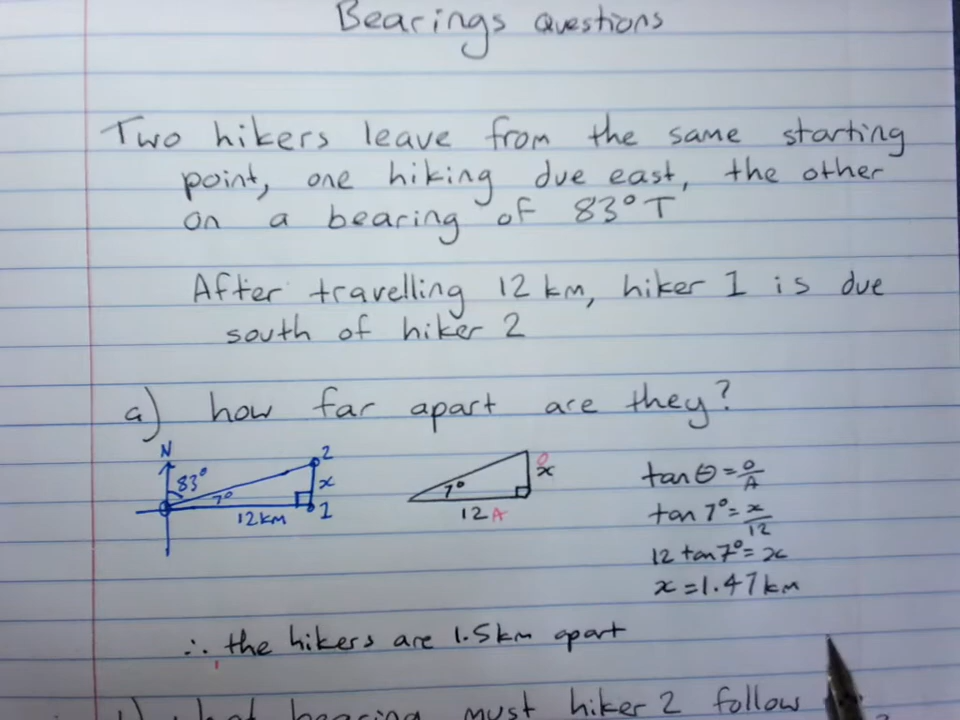 Bearings questions
Two hikers leave from the same starting
point, one hiking due east, the other
on a bearing of 83°T
After travelling 12 km, hiker 1 is due
south of hiker 2
a) how far apart are they?
N
83°
7°
12km
2
x
1
7°
12 A
O
x
tan θ = O/A
tan 7° = x/12
12 tan 7° = x
x = 1.47 km
∴ the hikers are 1.5km apart
bearing must hiker 2 follow